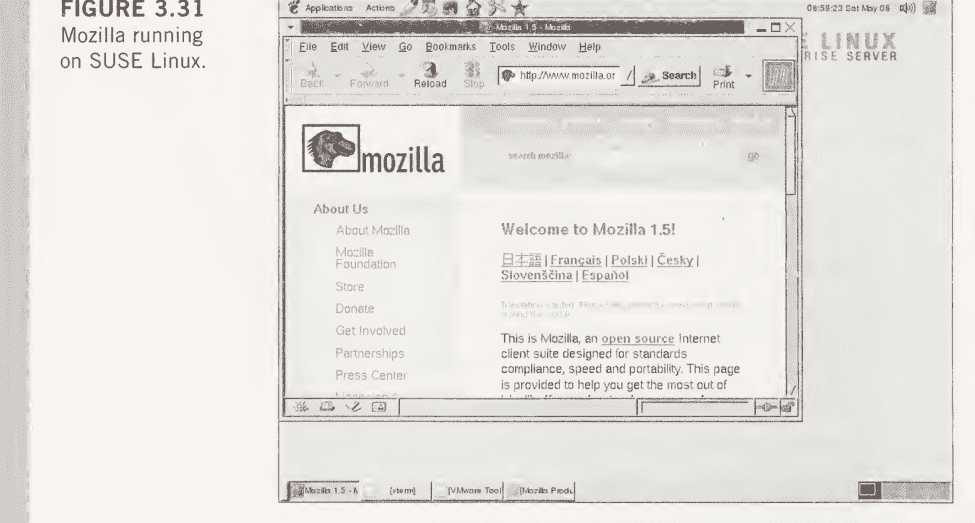 FIGURE 3.31
Mozilla running
on SUSE Linux.
Applications Actions
08:58:23 Sat May 08
Mozilla 1.5 - Mozilla
File Edit View Go Bookmarks Tools Window Help
Back Forward Reload Stop http://www.mozilla.or Search Print
E LINUX
RISE SERVER
mozilla
search mozilla: go
About Us
About Mozilla
Mozilla
Foundation
Store
Donate
Get Involved
Partnerships
Press Center
Welcome to Mozilla 1.5!
日本語 | Français | Polski | Česky |
Slovenščina | Español
This is Mozilla, an open source Internet
client suite designed for standards
compliance, speed and portability. This page
is provided to help you get the most out of
Mozilla 1.5 - M [xterm] [VMware Tool [Mozilla Produ